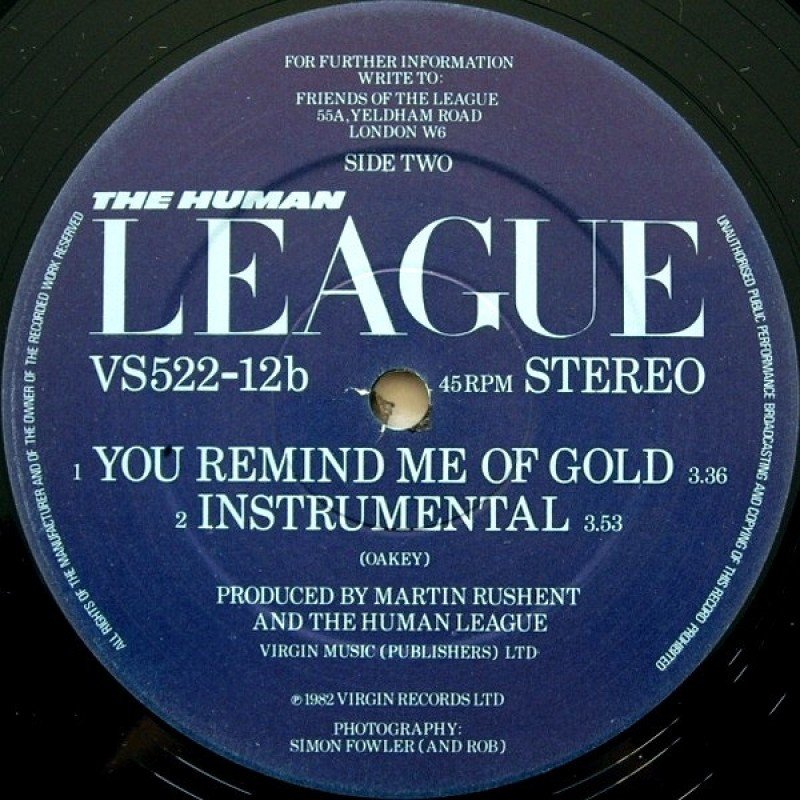 FOR FURTHER INFORMATION
WRITE TO:
FRIENDS OF THE LEAGUE
55A, YELDHAM ROAD
LONDON W6
SIDE TWO
THE HUMAN
LEAGUE
VS522-12b 45RPM STEREO
1 YOU REMIND ME OF GOLD 3.36
2 INSTRUMENTAL 3.53
(OAKEY)
PRODUCED BY MARTIN RUSHENT
AND THE HUMAN LEAGUE
VIRGIN MUSIC (PUBLISHERS) LTD
℗ 1982 VIRGIN RECORDS LTD
PHOTOGRAPHY:
SIMON FOWLER (AND ROB)
ALL RIGHTS OF THE MANUFACTURER AND OF THE OWNER OF THE RECORDED WORK RESERVED
UNAUTHORISED PUBLIC PERFORMANCE BROADCASTING AND COPYING OF THIS RECORD PROHIBITED